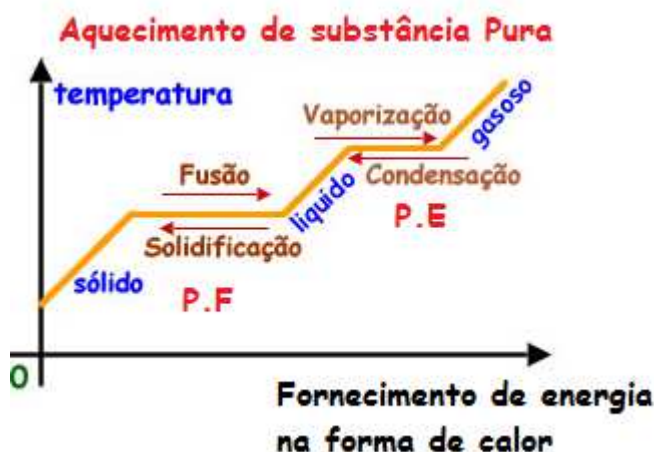 Aquecimento de substância Pura
temperatura
Vaporização
gasoso
Fusão
líquido
Condensação
P.E
Solidificação
sólido
P.F
0
Fornecimento de energia
na forma de calor